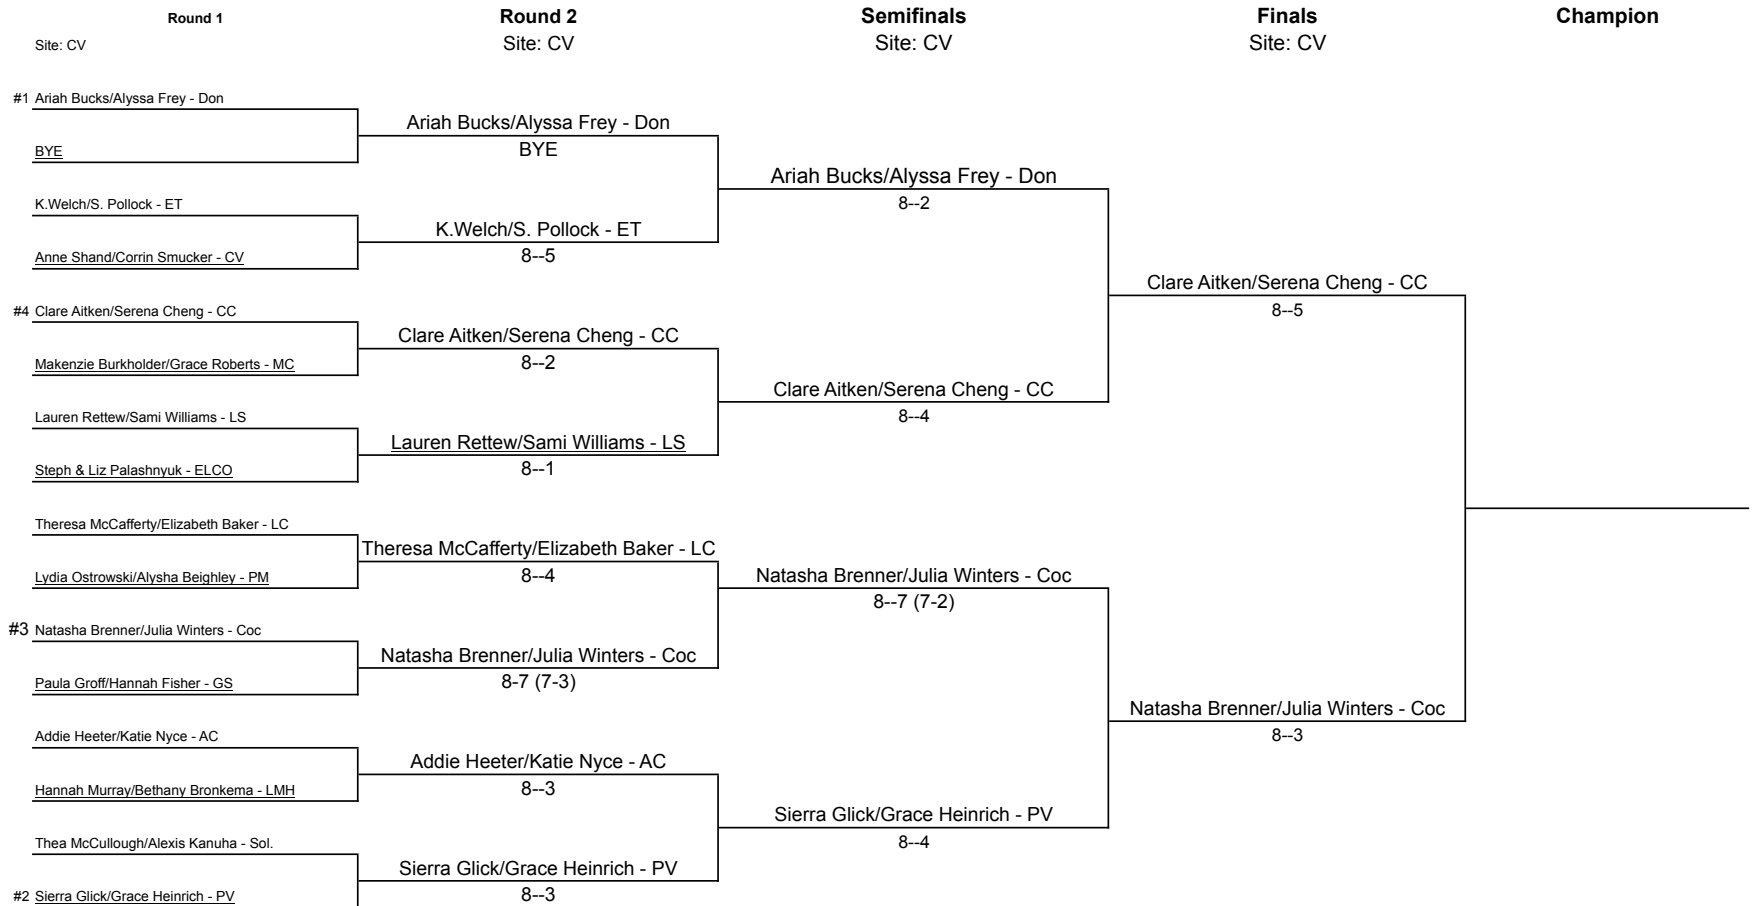 Round 1
Round 2
Semifinals
Finals
Champion
Site: CV
Site: CV
Site: CV
Site: CV
#1 Ariah Bucks/Alyssa Frey - Don
Ariah Bucks/Alyssa Frey - Don
BYE
BYE
Ariah Bucks/Alyssa Frey - Don
8--2
K.Welch/S. Pollock - ET
K.Welch/S. Pollock - ET
8--5
Anne Shand/Corrin Smucker - CV
Clare Aitken/Serena Cheng - CC
8--5
#4 Clare Aitken/Serena Cheng - CC
Clare Aitken/Serena Cheng - CC
8--2
Makenzie Burkholder/Grace Roberts - MC
Clare Aitken/Serena Cheng - CC
8--4
Lauren Rettew/Sami Williams - LS
Lauren Rettew/Sami Williams - LS
8--1
Steph & Liz Palashnyuk - ELCO
Theresa McCafferty/Elizabeth Baker - LC
Theresa McCafferty/Elizabeth Baker - LC
8--4
Lydia Ostrowski/Alysha Beighley - PM
Natasha Brenner/Julia Winters - Coc
8--7 (7-2)
#3 Natasha Brenner/Julia Winters - Coc
Natasha Brenner/Julia Winters - Coc
8-7 (7-3)
Paula Groff/Hannah Fisher - GS
Natasha Brenner/Julia Winters - Coc
8--3
Addie Heeter/Katie Nyce - AC
Addie Heeter/Katie Nyce - AC
8--3
Hannah Murray/Bethany Bronkema - LMH
Sierra Glick/Grace Heinrich - PV
8--4
Thea McCullough/Alexis Kanuha - Sol.
Sierra Glick/Grace Heinrich - PV
8--3
#2 Sierra Glick/Grace Heinrich - PV